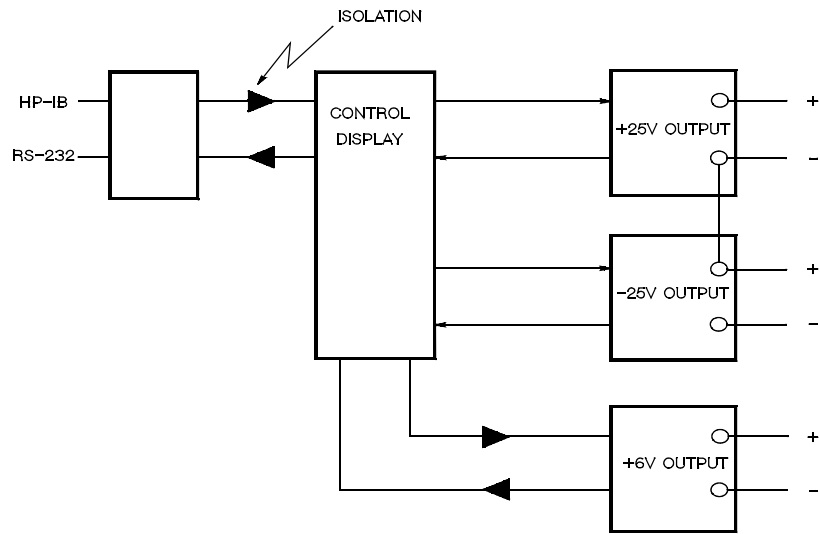 ISOLATION
HP-IB
RS-232
CONTROL
DISPLAY
+25V OUTPUT
+
-
-25V OUTPUT
+
-
+6V OUTPUT
+
-